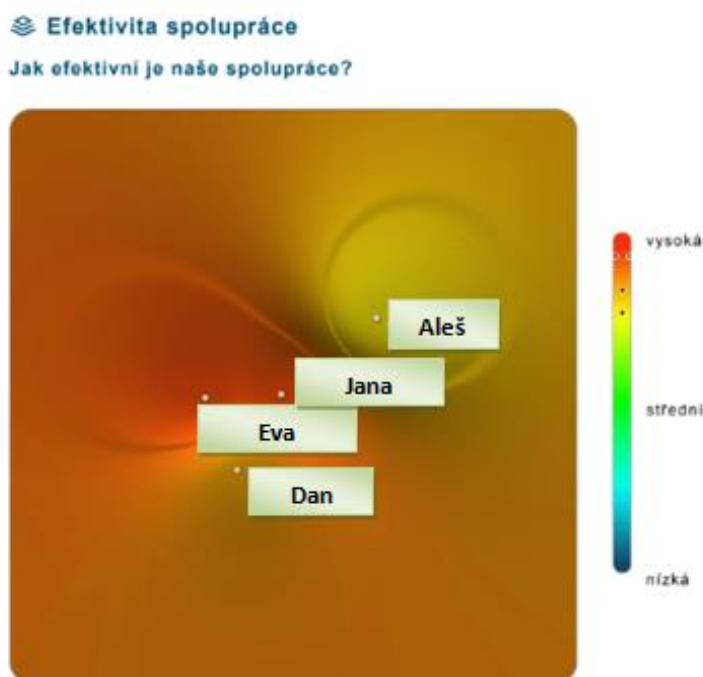 Efektivita spolupráce
Jak efektivní je naše spolupráce?
vysoká
Aleš
Jana
střední
Eva
Dan
nízká